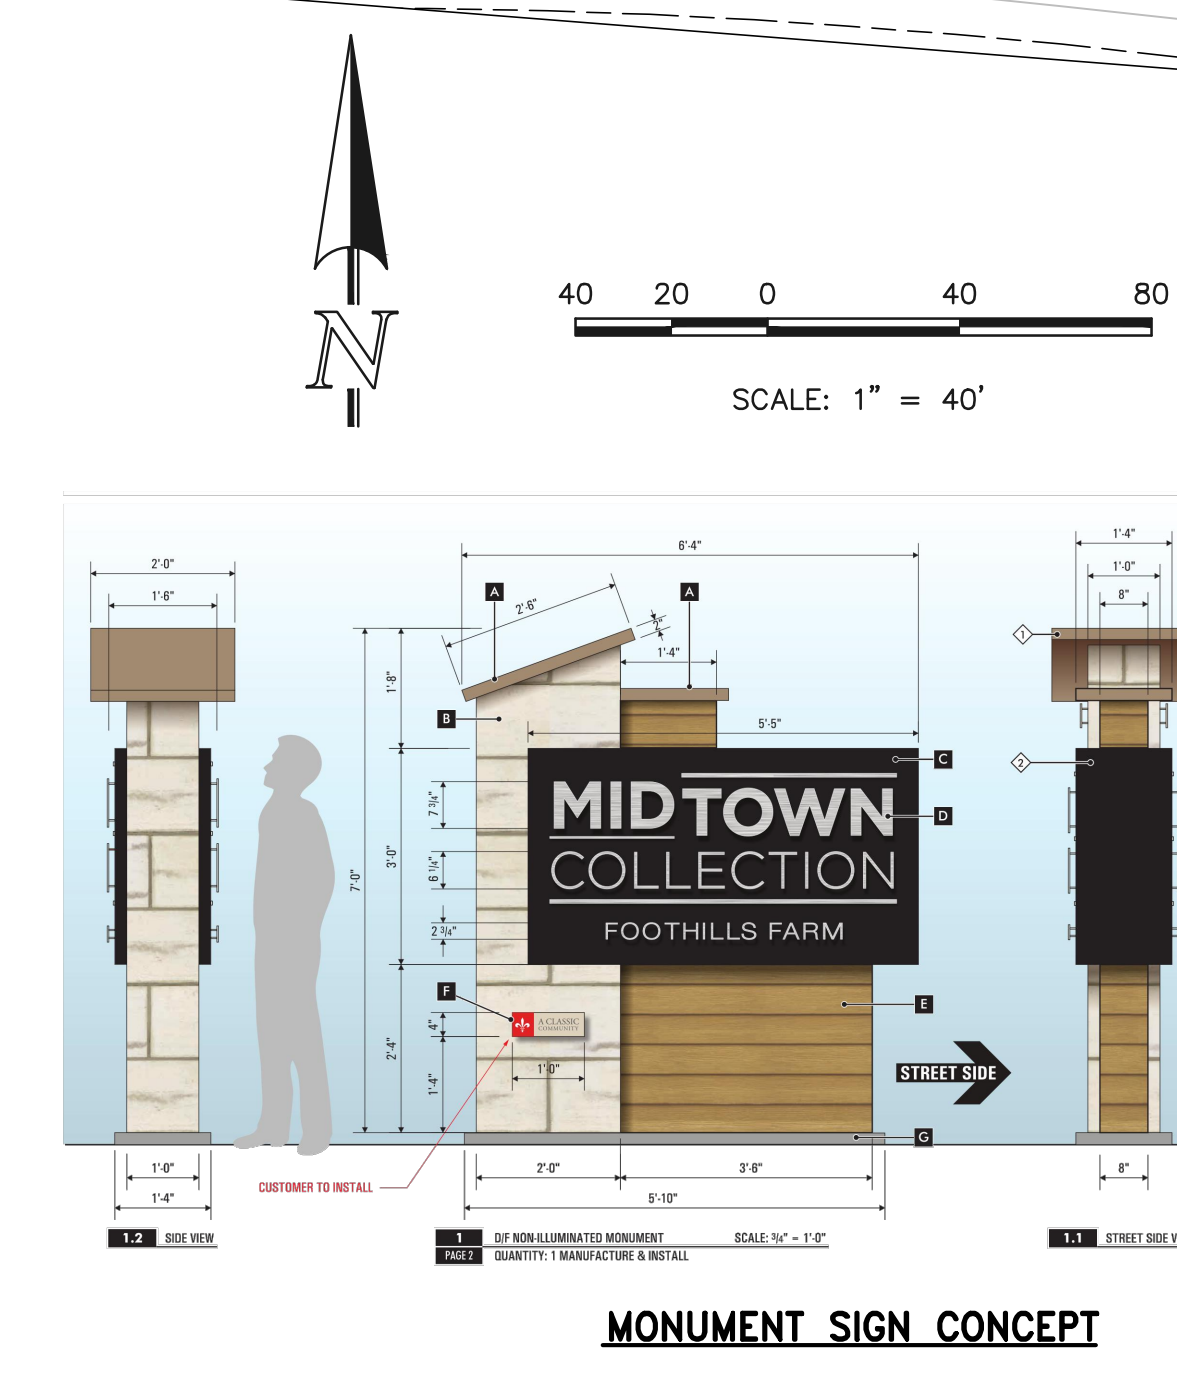 N
40 20 0 40 80
SCALE: 1" = 40'
2'-0"
1'-6"
6'-4"
1'-4"
1'-0"
8"
A
A
2'-6"
2"
1'-4"
1
1'-8"
B
5'-5"
C
2
MIDTOWN
D
7 3/4"
COLLECTION
3'-0"
6 1/4"
7'-0"
FOOTHILLS FARM
2 3/4"
F
E
A CLASSIC
COMMUNITY
4"
2'-4"
1'-0"
1'-4"
STREET SIDE
G
1'-0"
1'-4"
CUSTOMER TO INSTALL
2'-0"
3'-6"
5'-10"
8"
1.2 SIDE VIEW
1 D/F NON-ILLUMINATED MONUMENT SCALE: 3/4" = 1'-0"
PAGE 2 QUANTITY: 1 MANUFACTURE & INSTALL
1.1 STREET SIDE V
MONUMENT SIGN CONCEPT